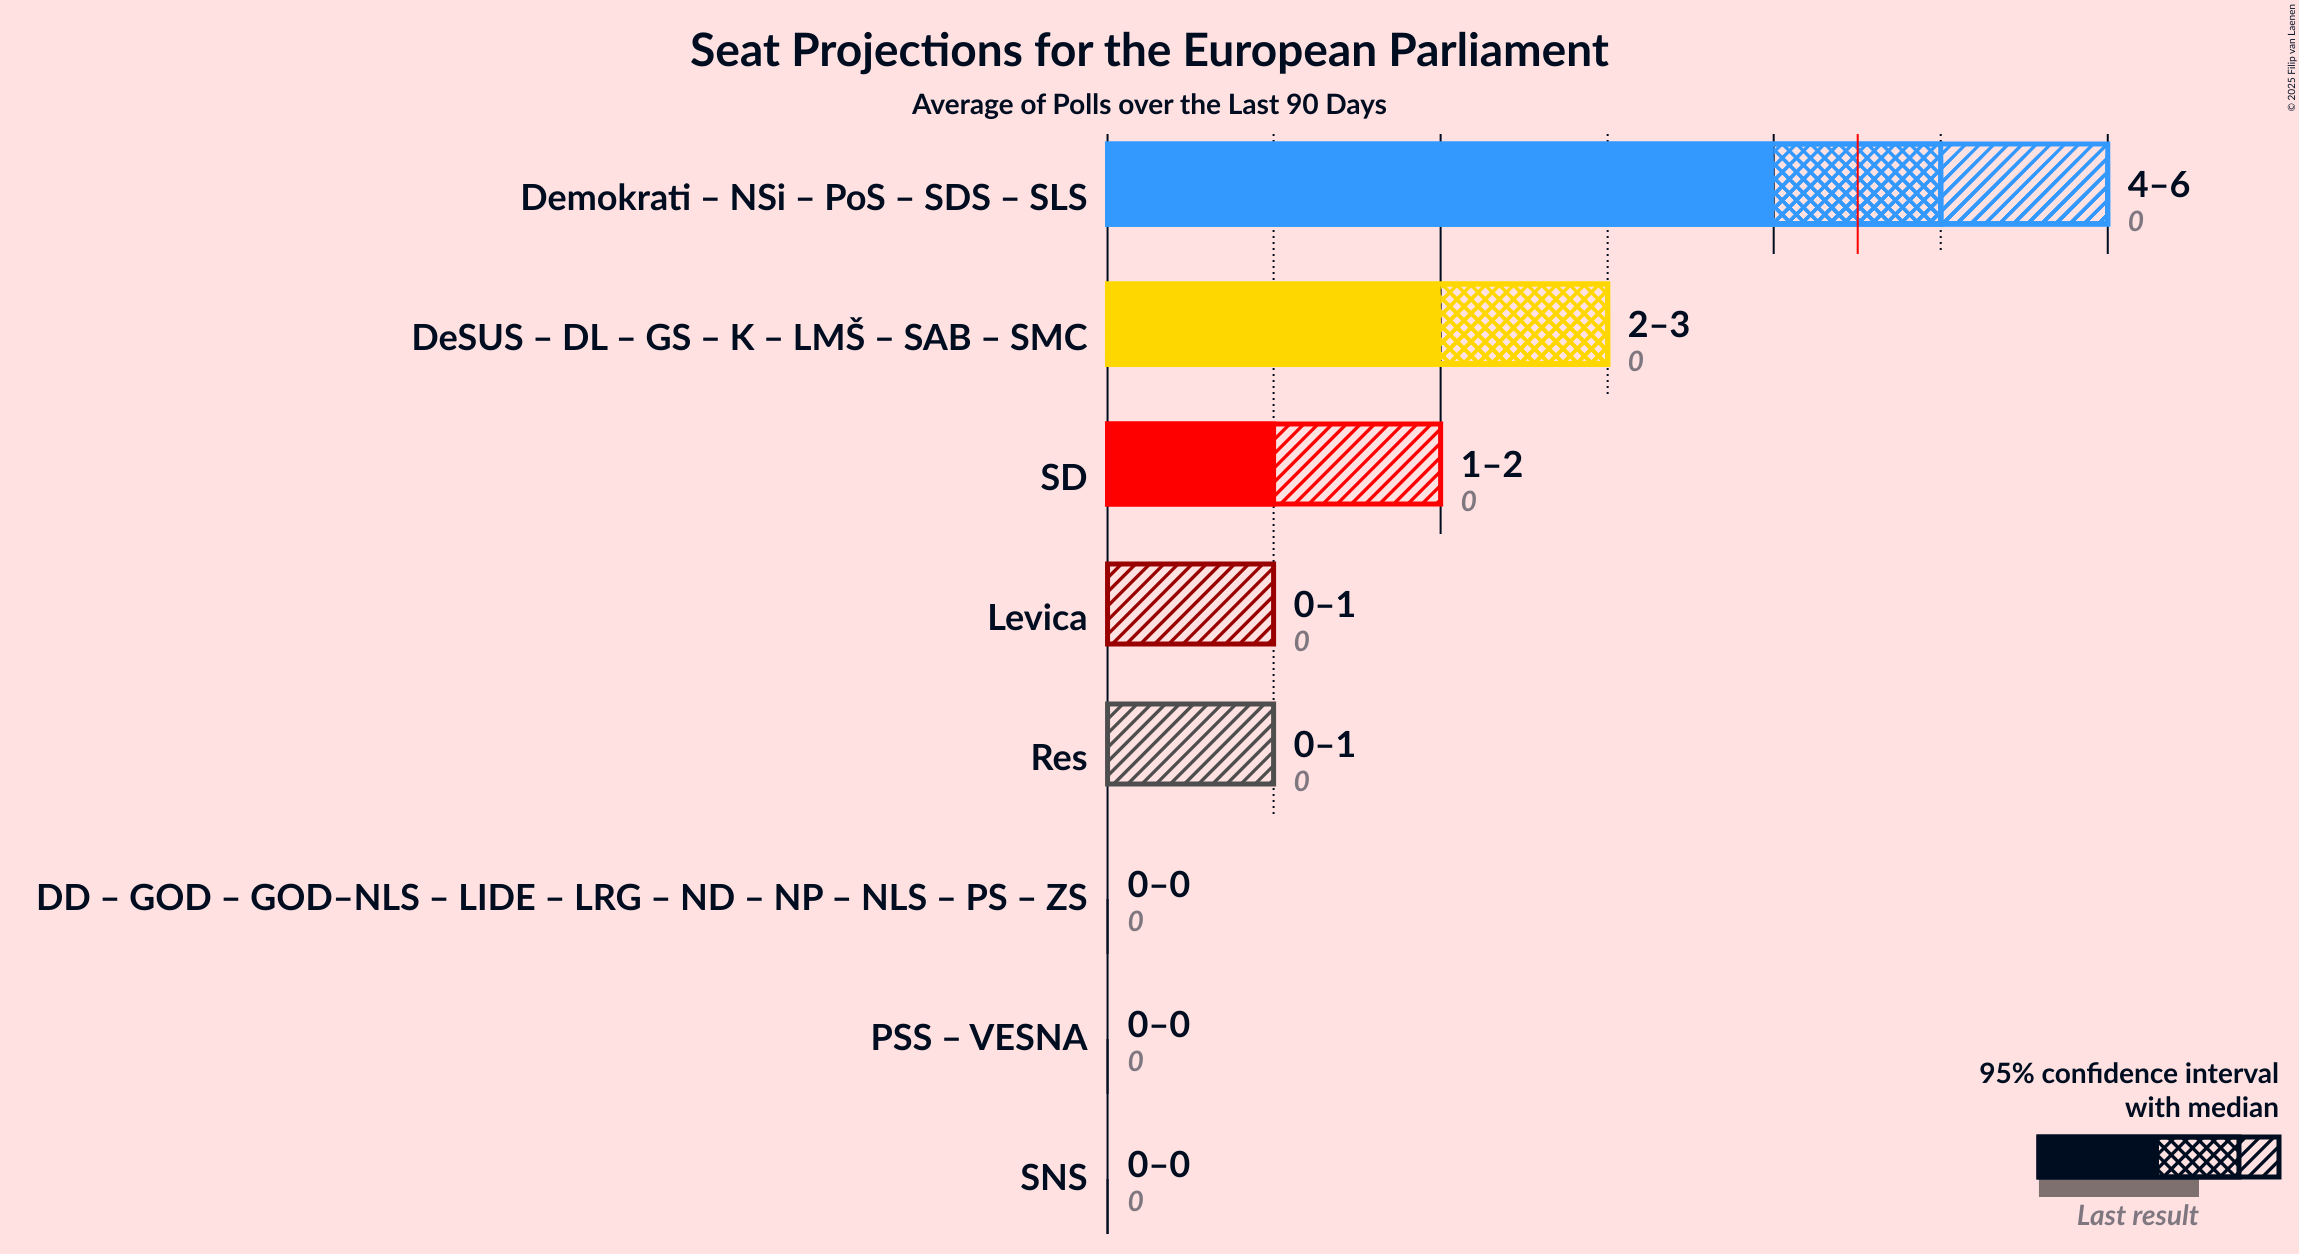 Seat Projections for the European Parliament
Average of Polls over the Last 90 Days
© 2025 Filip van Laenen
Demokrati – NSi – PoS – SDS – SLS
4–6
0
DeSUS – DL – GS – K – LMŠ – SAB – SMC
2–3
0
SD
1–2
0
Levica
0–1
0
Res
0–1
0
DD – GOD – GOD–NLS – LIDE – LRG – ND – NP – NLS – PS – ZS
0–0
0
PSS – VESNA
0–0
0
SNS
0–0
0
95% confidence interval
with median
Last result